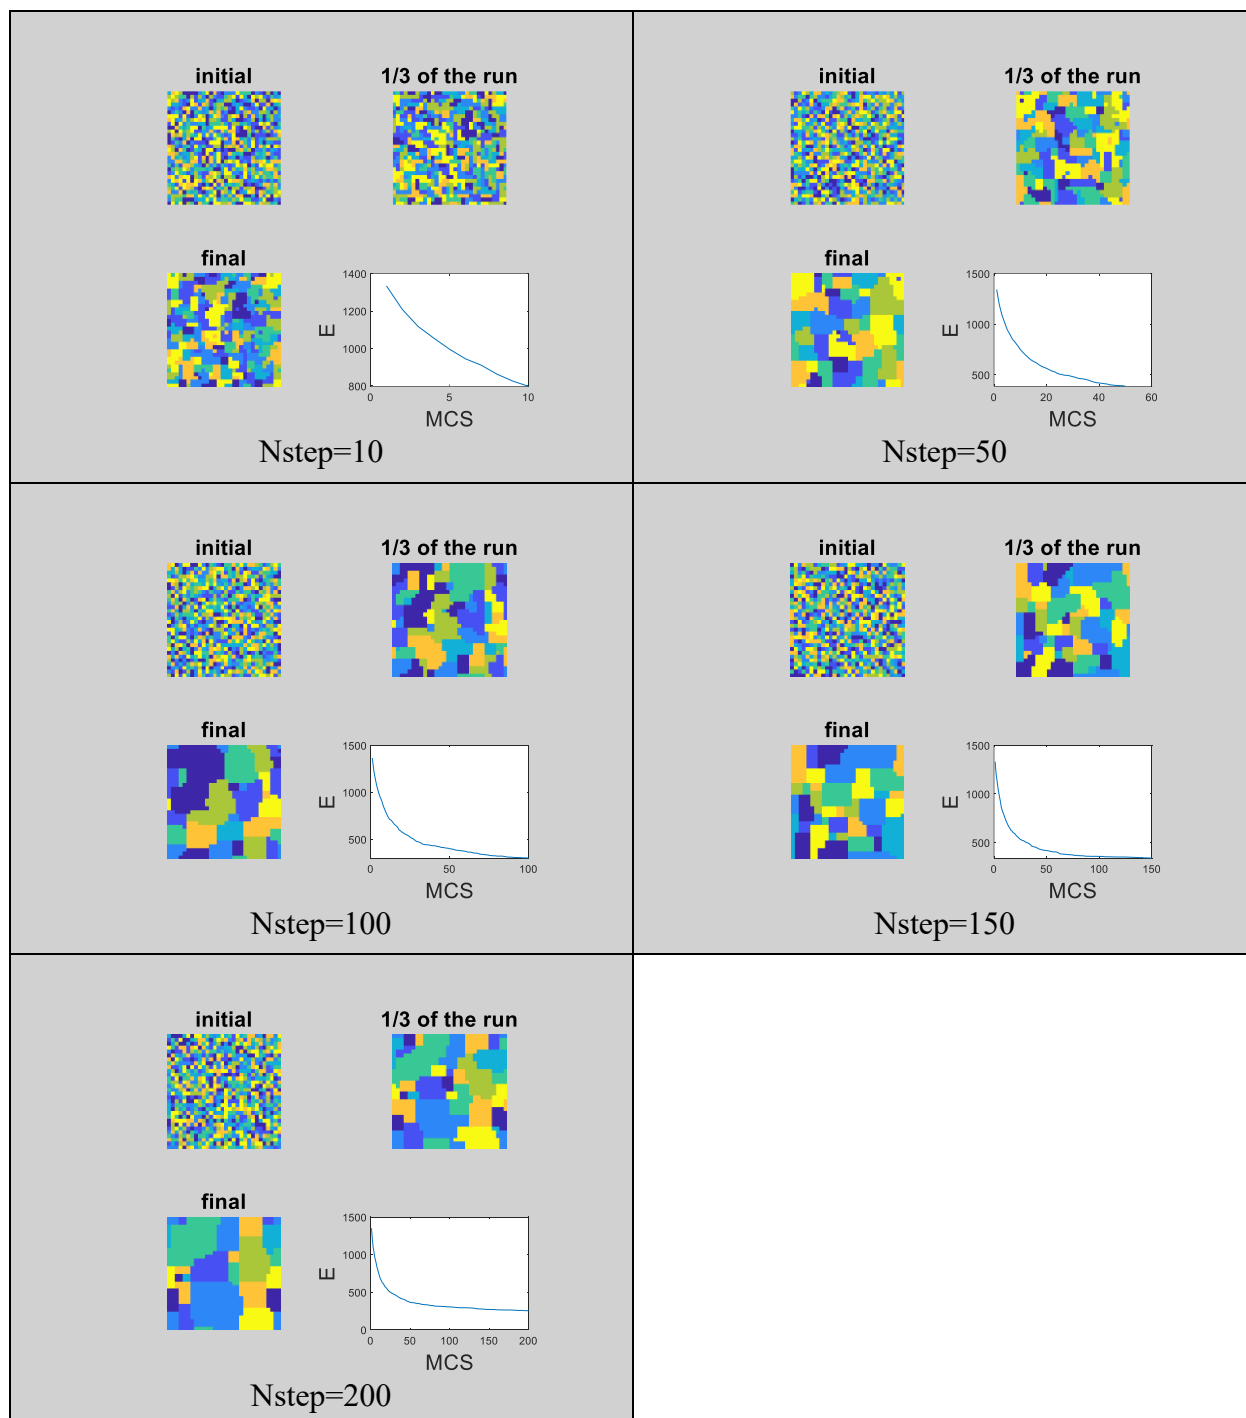 initial
1/3 of the run
final
1400
1200
1000
800
E
0
5
10
MCS
Nstep=10
initial
1/3 of the run
final
1500
1000
500
E
0
20
40
60
MCS
Nstep=50
initial
1/3 of the run
final
1500
1000
500
E
0
50
100
MCS
Nstep=100
initial
1/3 of the run
final
1500
1000
500
E
0
50
100
150
MCS
Nstep=150
initial
1/3 of the run
final
1500
1000
500
0
E
0
50
100
150
200
MCS
Nstep=200